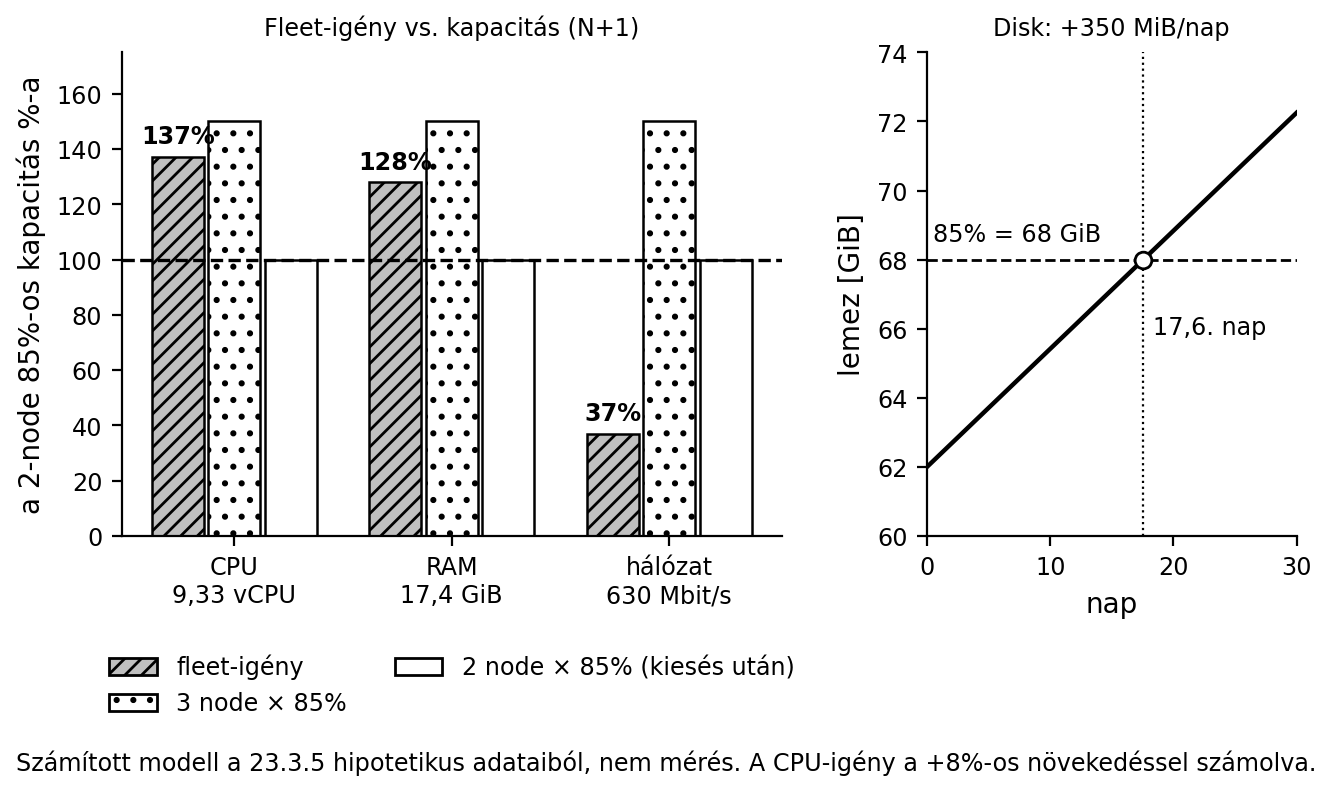 Fleet-igény vs. kapacitás (N+1)
a 2-node 85%-os kapacitás %-a
160
140
120
100
80
60
40
20
0
137%
128%
37%
CPU
9,33 vCPU
RAM
17,4 GiB
hálózat
630 Mbit/s
fleet-igény
3 node × 85%
2 node × 85% (kiesés után)
Disk: +350 MiB/nap
lemez [GiB]
74
72
70
68
66
64
62
60
85% = 68 GiB
17,6. nap
0
10
20
30
nap
Számított modell a 23.3.5 hipotetikus adataiból, nem mérés. A CPU-igény a +8%-os növekedéssel számolva.